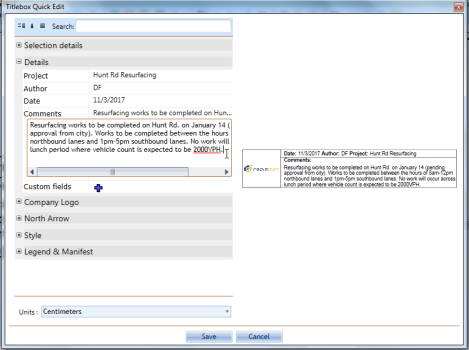 Titlebox Quick Edit
Search:
Selection details
Details
Project Hunt Rd Resurfacing
Author DF
Date 11/3/2017
Comments Resurfacing works to be completed on Hun...
Resurfacing works to be completed on Hunt Rd. on January 14 (
approval from city). Works to be completed between the hours
northbound lanes and 1pm-5pm southbound lanes. No work will
lunch period where vehicle count is expected to be 2000VPH.
Custom fields
Company Logo
North Arrow
Style
Legend & Manifest
Units : Centimeters
Save Cancel
Date: 11/3/2017 Author: DF Project: Hunt Rd Resurfacing
Comments:
Resurfacing works to be completed on Hunt Rd. on January 14 (pending
approval from city). Works to be completed between the hours of 8am-12pm
northbound lanes and 1pm-5pm southbound lanes. No work will occur across
lunch period where vehicle count is expected to be 2000VPH.